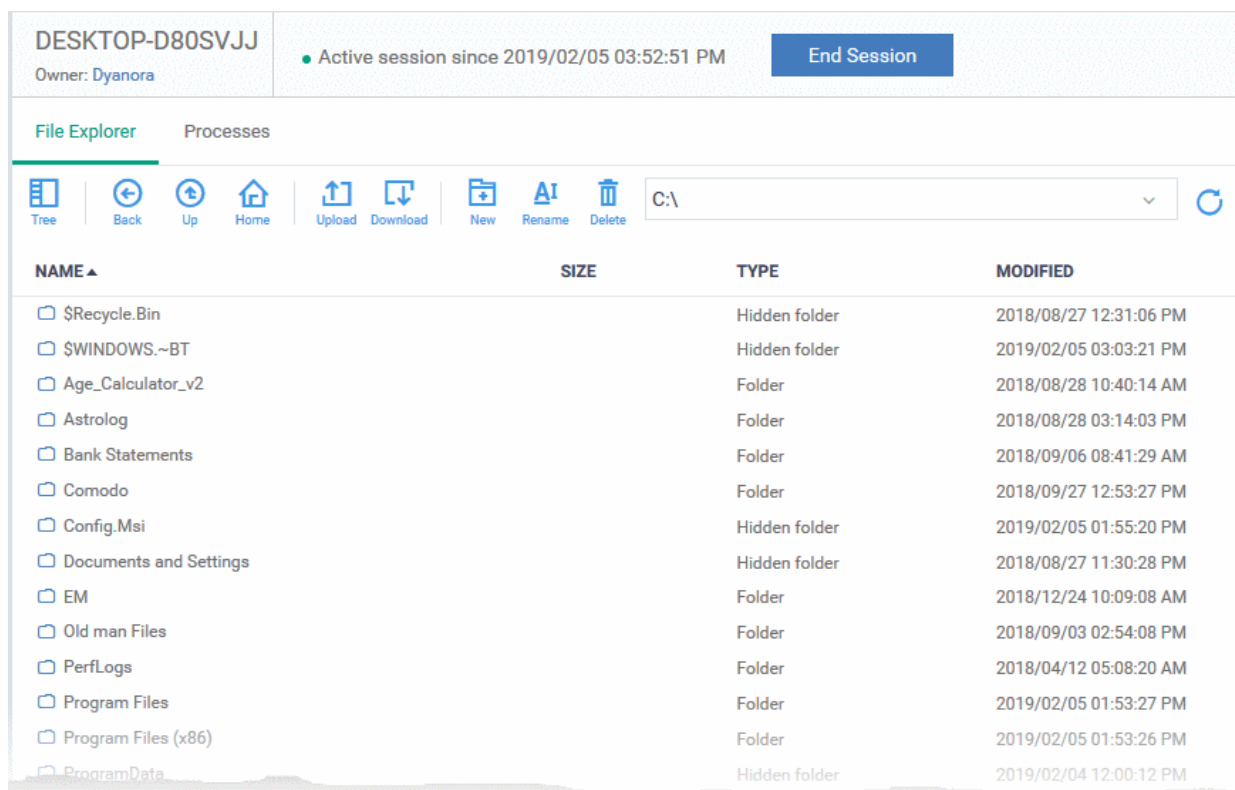 DESKTOP-D80SVJJ
Owner: Dyanora
Active session since 2019/02/05 03:52:51 PM
End Session
File Explorer Processes
Tree Back Up Home Upload Download New Rename Delete C:\
NAME SIZE TYPE MODIFIED
$Recycle.Bin Hidden folder 2018/08/27 12:31:06 PM
$WINDOWS.~BT Hidden folder 2019/02/05 03:03:21 PM
Age_Calculator_v2 Folder 2018/08/28 10:40:14 AM
Astrolog Folder 2018/08/28 03:14:03 PM
Bank Statements Folder 2018/09/06 08:41:29 AM
Comodo Folder 2018/09/27 12:53:27 PM
Config.Msi Hidden folder 2019/02/05 01:55:20 PM
Documents and Settings Hidden folder 2018/08/27 11:30:28 PM
EM Folder 2018/12/24 10:09:08 AM
Old man Files Folder 2018/09/03 02:54:08 PM
PerfLogs Folder 2018/04/12 05:08:20 AM
Program Files Folder 2019/02/05 01:53:27 PM
Program Files (x86) Folder 2019/02/05 01:53:26 PM
ProgramData Hidden folder 2019/02/04 12:00:12 PM